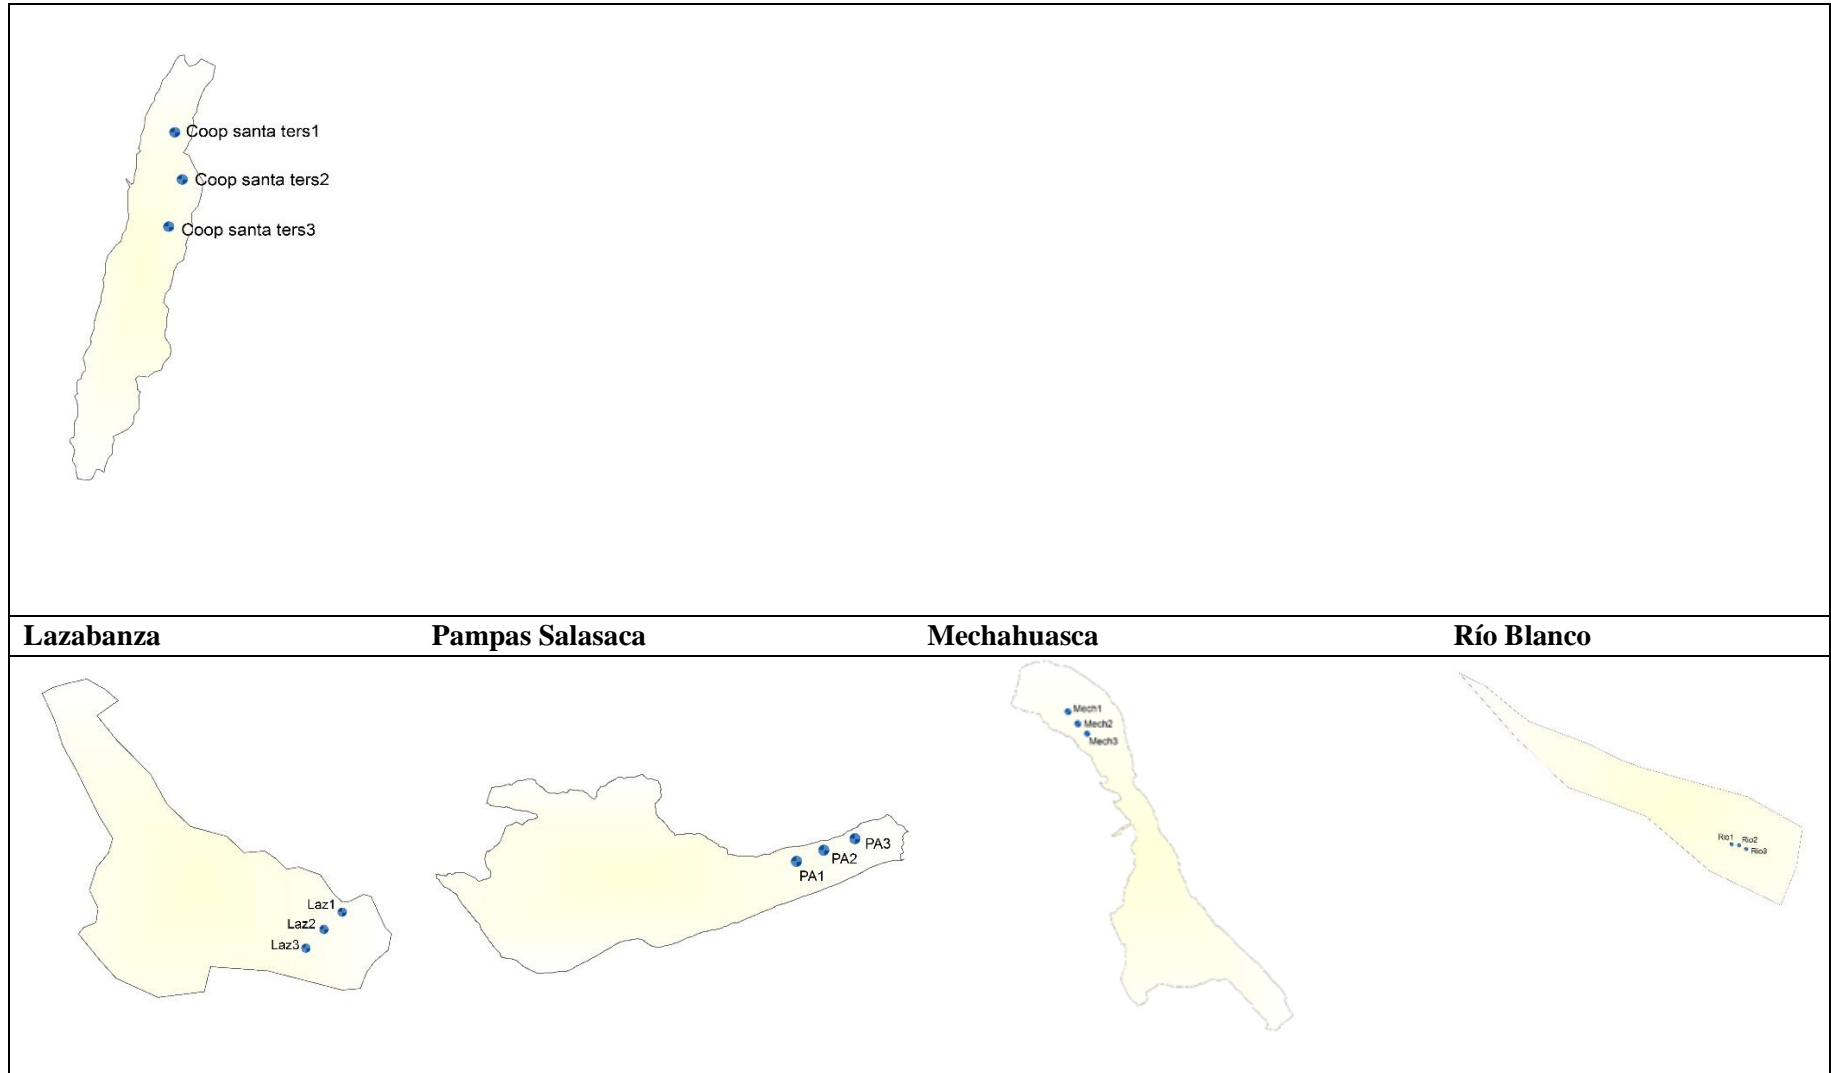 Coop santa ters1
Coop santa ters2
Coop santa ters3
Lazabanza
Pampas Salasaca
Mechahuasca
Río Blanco
Laz1
Laz2
Laz3
PA3
PA2
PA1
Mech1
Mech2
Mech3
Rio1
Rio2
Rio3